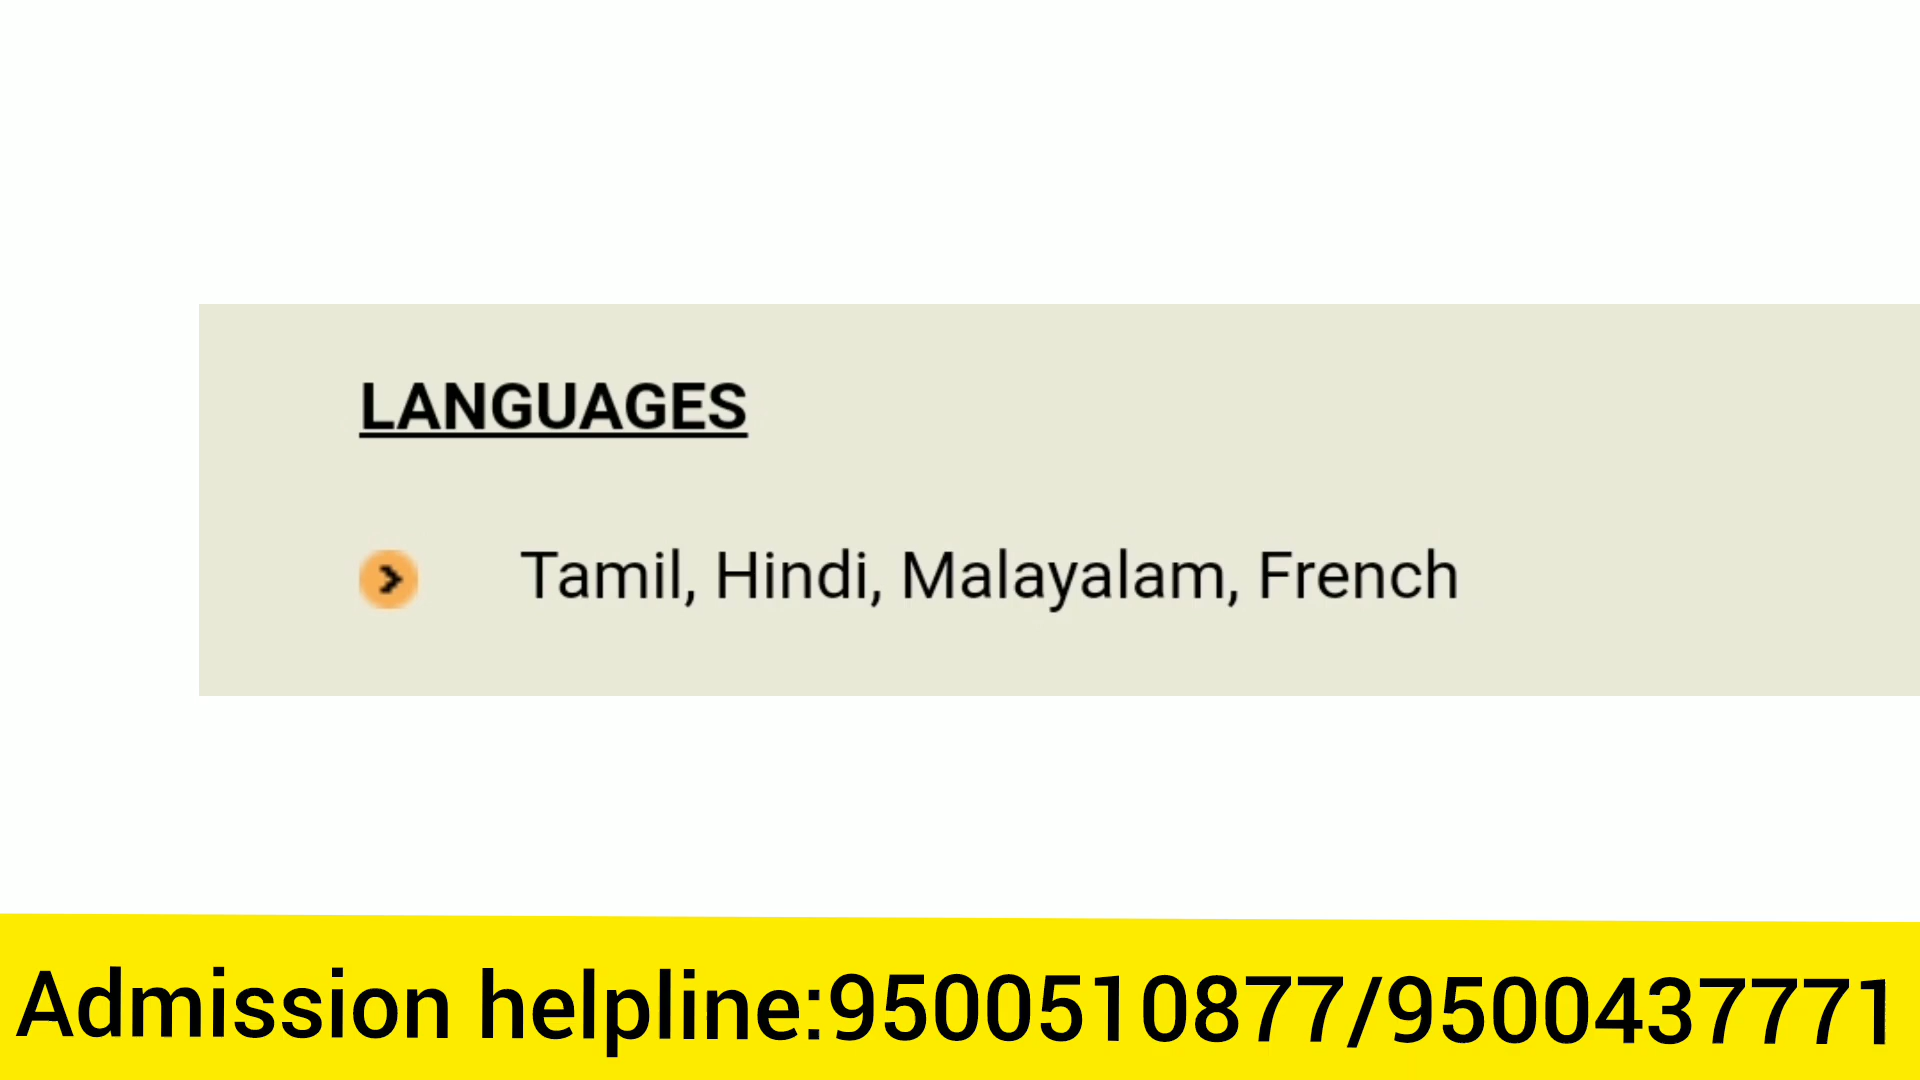 LANGUAGES
Tamil, Hindi, Malayalam, French
Admission helpline:9500510877/9500437771